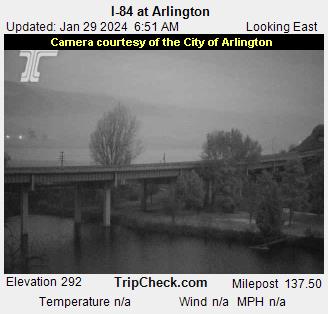 I-84 at Arlington
Updated: Jan 29 2024 6:51 AM Looking East
Camera courtesy of the City of Arlington
Elevation 292 TripCheck.com Milepost 137.50
Temperature n/a Wind n/a MPH n/a